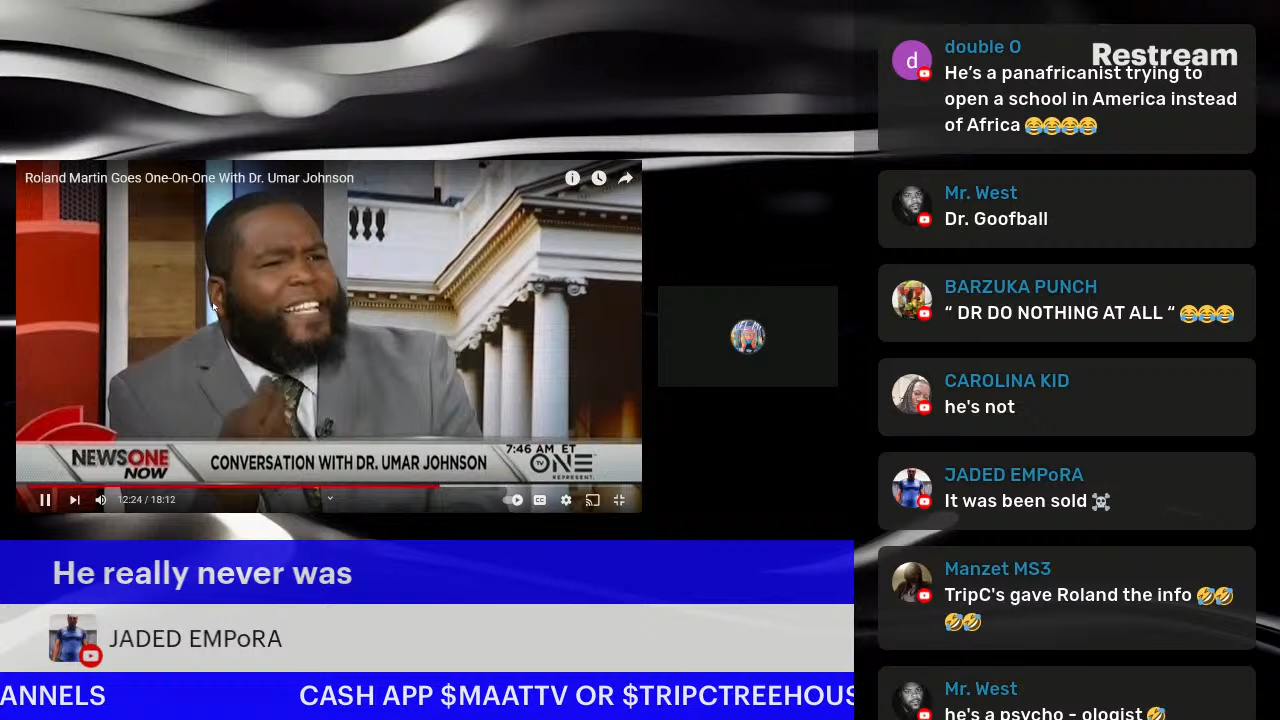 Roland Martin Goes One-On-One With Dr. Umar Johnson
NEWSONE
NOW
CONVERSATION WITH DR. UMAR JOHNSON
7:46 AM ET
TV ONE
REPRESENT.
12:24 / 18:12
CC
He really never was
JADED EMPoRA
ANNELS CASH APP $MAATTV OR $TRIPCTREEHOUS
Restream
d
double O
He's a panafricanist trying to
open a school in America instead
of Africa 😂😂😂😂
Mr. West
Dr. Goofball
BARZUKA PUNCH
“ DR DO NOTHING AT ALL “ 😂😂😂
CAROLINA KID
he's not
JADED EMPoRA
It was been sold ☠️
Manzet MS3
TripC's gave Roland the info 🤣🤣
🤣🤣
Mr. West
he's a psycho - ologist 🤣